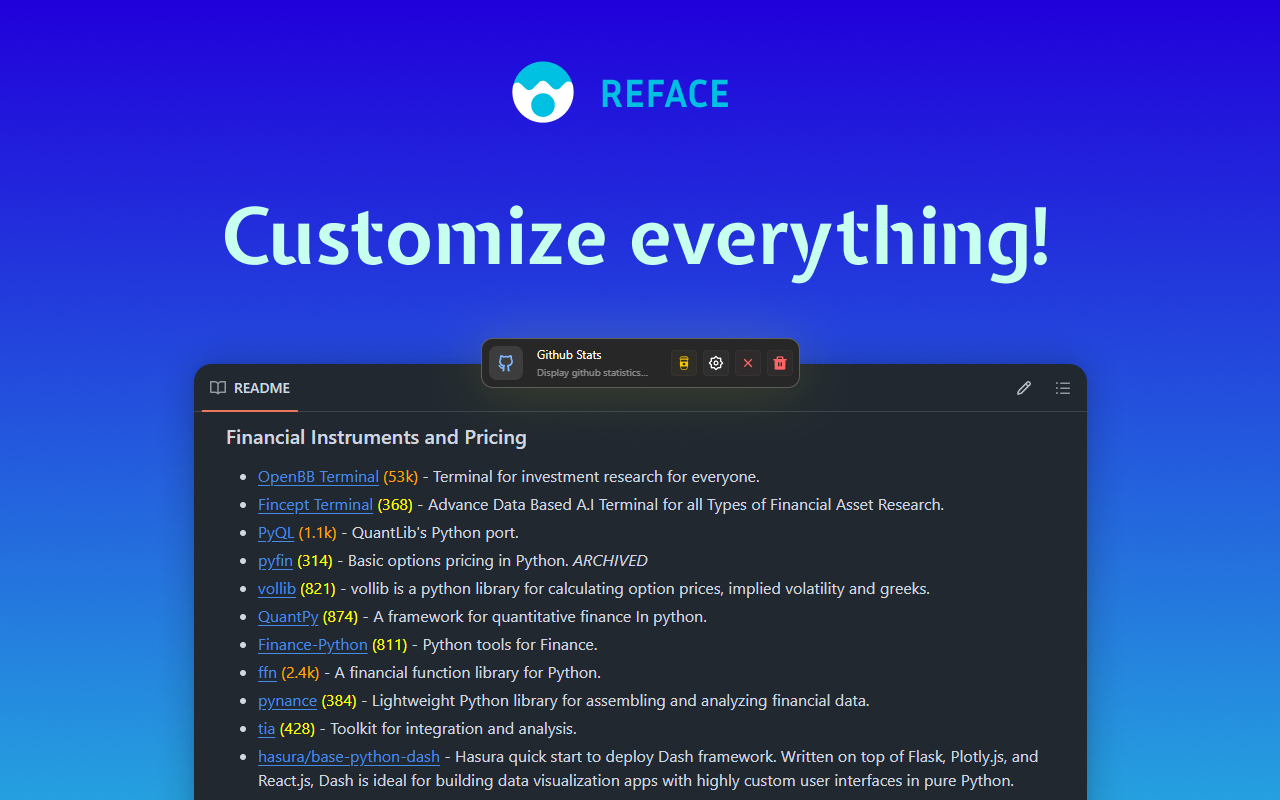 REFACE
Customize everything!
Github Stats
Display github statistics...
README
Financial Instruments and Pricing
OpenBB Terminal (53k) - Terminal for investment research for everyone.
Fincept Terminal (368) - Advance Data Based A.I Terminal for all Types of Financial Asset Research.
PyQL (1.1k) - QuantLib's Python port.
pyfin (314) - Basic options pricing in Python. ARCHIVED
vollib (821) - vollib is a python library for calculating option prices, implied volatility and greeks.
QuantPy (874) - A framework for quantitative finance In python.
Finance-Python (811) - Python tools for Finance.
ffn (2.4k) - A financial function library for Python.
pynance (384) - Lightweight Python library for assembling and analyzing financial data.
tia (428) - Toolkit for integration and analysis.
hasura/base-python-dash - Hasura quick start to deploy Dash framework. Written on top of Flask, Plotly.js, and
React.js, Dash is ideal for building data visualization apps with highly custom user interfaces in pure Python.